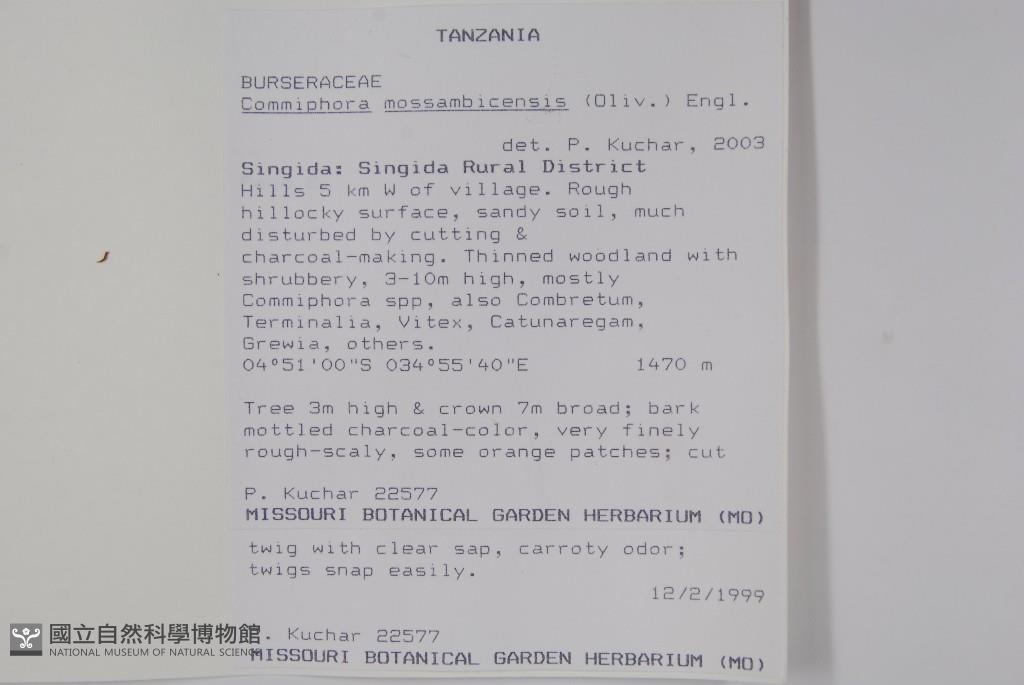 TANZANIA
BURSERACEAE
Commiphora mossambicensis (Oliv.) Engl.
det. P. Kuchar, 2003
Singida: Singida Rural District
Hills 5 km W of village. Rough
hillocky surface, sandy soil, much
disturbed by cutting &
charcoal-making. Thinned woodland with
shrubbery, 3-10m high, mostly
Commiphora spp, also Combretum,
Terminalia, Vitex, Catunaregam,
Grewia, others.
04°51'00"S 034°55'40"E 1470 m
Tree 3m high & crown 7m broad; bark
mottled charcoal-color, very finely
rough-scaly, some orange patches; cut
P. Kuchar 22577
MISSOURI BOTANICAL GARDEN HERBARIUM (MO)
twig with clear sap, carroty odor;
twigs snap easily.
12/2/1999
. Kuchar 22577
MISSOURI BOTANICAL GARDEN HERBARIUM (MO)
國立自然科學博物館
NATIONAL MUSEUM OF NATURAL SCIENCE